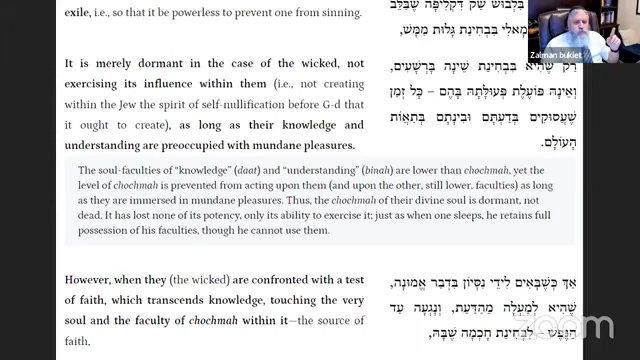 exile, i.e., so that it be powerless to prevent one from sinning.
It is merely dormant in the case of the wicked, not
exercising its influence within them (i.e., not creating
within the Jew the spirit of self-nullification before G-d that
it ought to create), as long as their knowledge and
understanding are preoccupied with mundane pleasures.
בִּלְבוּשׁ שַׂק דִּקְלִיפָּה שֶׁבַּלֵּב
מָאלִי בִּבְחִינַת גָּלוּת מַמָּשׁ,
רַק שֶׁהִיא בִּבְחִינַת שֵׁינָה בָּרְשָׁעִים,
וְאֵינָהּ פּוֹעֶלֶת פְּעוּלָּתָהּ בָּהֶם – כָּל זְמַן
שֶׁעֲסוּקִים בְּדַעְתָּם וּבִינָתָם בְּתַאֲוֹת
הָעוֹלָם.
The soul-faculties of “knowledge” (daat) and “understanding” (binah) are lower than chochmah, yet the
level of chochmah is prevented from acting upon them (and upon the other, still lower, faculties) as long
as they are immersed in mundane pleasures. Thus, the chochmah of their divine soul is dormant, not
dead. It has lost none of its potency, only its ability to exercise it; just as when one sleeps, he retains full
possession of his faculties, though he cannot use them.
However, when they (the wicked) are confronted with a test
of faith, which transcends knowledge, touching the very
soul and the faculty of chochmah within it—the source of
faith,
אַךְ כְּשֶׁבָּאִים לִידֵי נִסָּיוֹן בִּדְבַר אֱמוּנָה,
שֶׁהִיא לְמַעְלָה מֵהַדַּעַת, וְנָגְעָה עַד
הַנֶּפֶשׁ – לִבְחִינַת חָכְמָה שֶׁבָּהּ,
Zalman bukiet
zoom